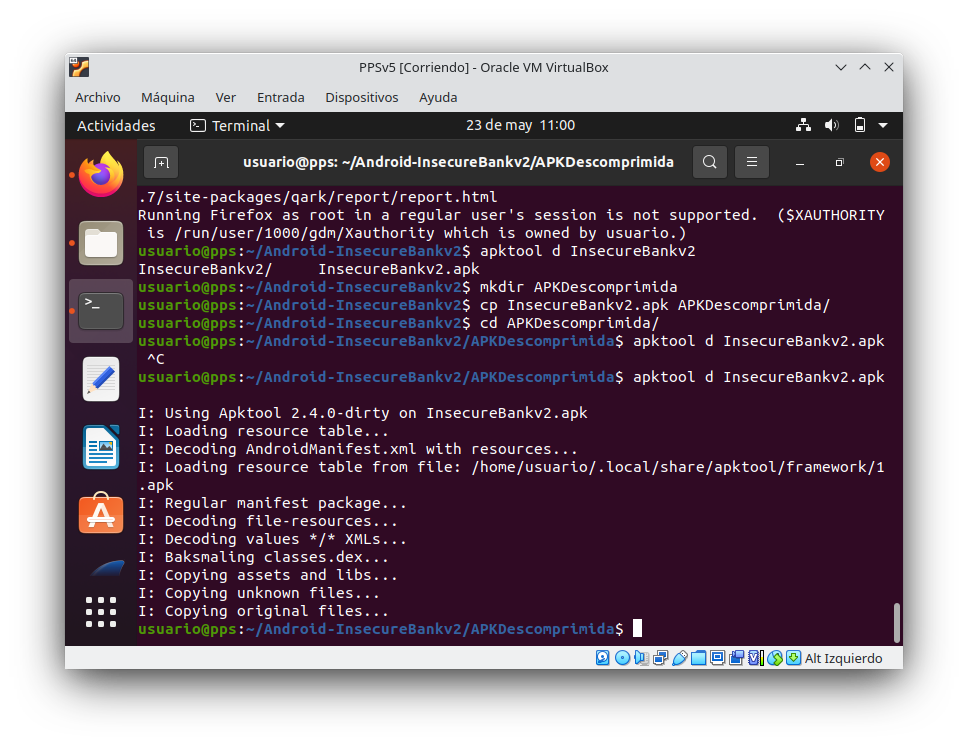 PPSv5 [Corriendo] - Oracle VM VirtualBox
Archivo Máquina Ver Entrada Dispositivos Ayuda
Actividades Terminal 23 de may 11:00
usuario@pps: ~/Android-InsecureBankv2/APKDescomprimida
.7/site-packages/qark/report/report.html
Running Firefox as root in a regular user's session is not supported.  ($XAUTHORITY
 is /run/user/1000/gdm/Xauthority which is owned by usuario.)
usuario@pps:~/Android-InsecureBankv2$ apktool d InsecureBankv2
InsecureBankv2/     InsecureBankv2.apk
usuario@pps:~/Android-InsecureBankv2$ mkdir APKDescomprimida
usuario@pps:~/Android-InsecureBankv2$ cp InsecureBankv2.apk APKDescomprimida/
usuario@pps:~/Android-InsecureBankv2$ cd APKDescomprimida/
usuario@pps:~/Android-InsecureBankv2/APKDescomprimida$ apktool d InsecureBankv2.apk
 ^C
usuario@pps:~/Android-InsecureBankv2/APKDescomprimida$ apktool d InsecureBankv2.apk
I: Using Apktool 2.4.0-dirty on InsecureBankv2.apk
I: Loading resource table...
I: Decoding AndroidManifest.xml with resources...
I: Loading resource table from file: /home/usuario/.local/share/apktool/framework/1
.apk
I: Regular manifest package...
I: Decoding file-resources...
I: Decoding values */* XMLs...
I: Baksmaling classes.dex...
I: Copying assets and libs...
I: Copying unknown files...
I: Copying original files...
usuario@pps:~/Android-InsecureBankv2/APKDescomprimida$
Alt Izquierdo